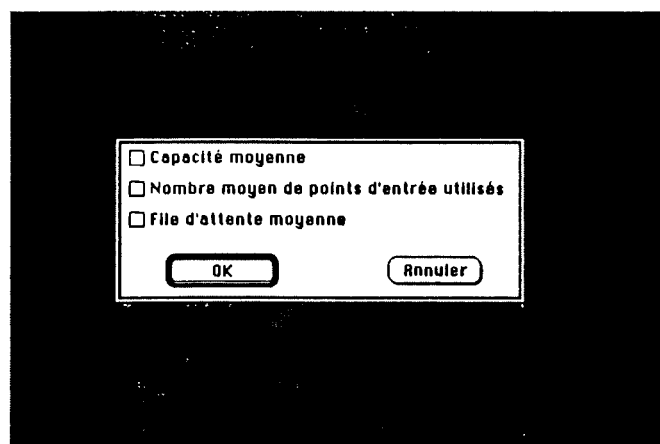 Capacité moyenne
Nombre moyen de points d'entrée utilisés
File d'attente moyenne
OK
Annuler